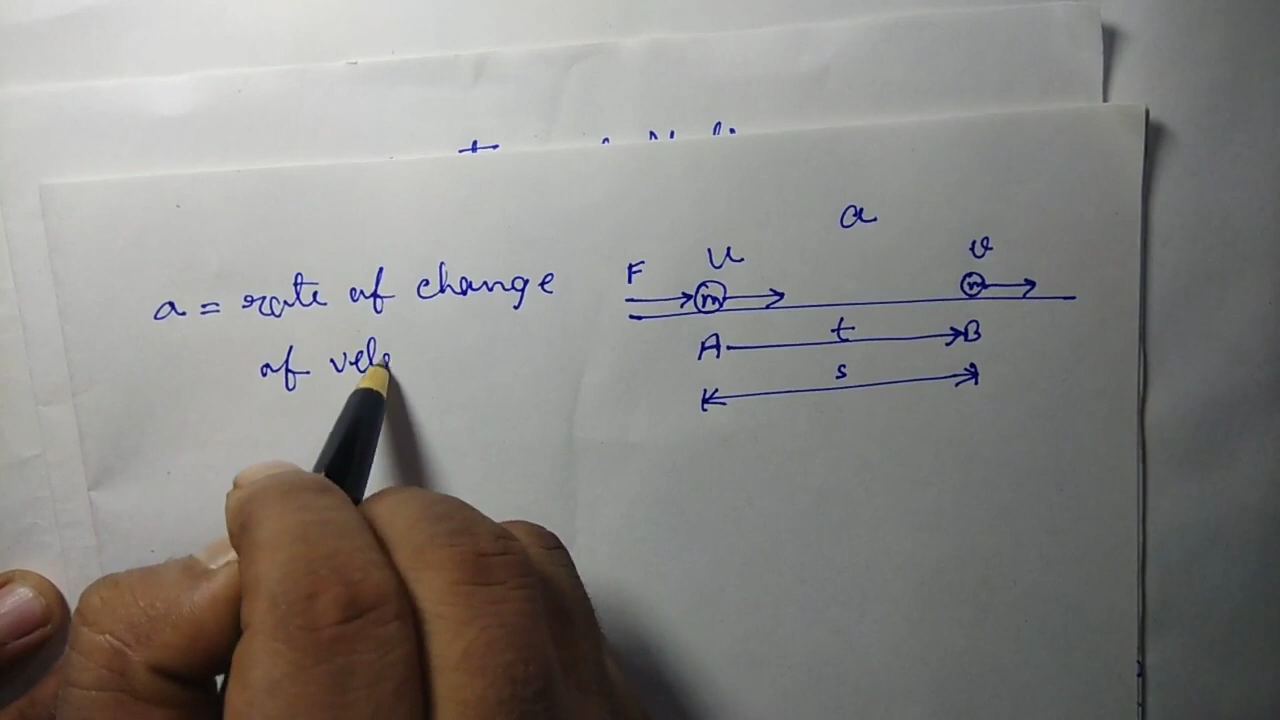 a = rate of change
of velo
a
F U v
m m
A t B
s